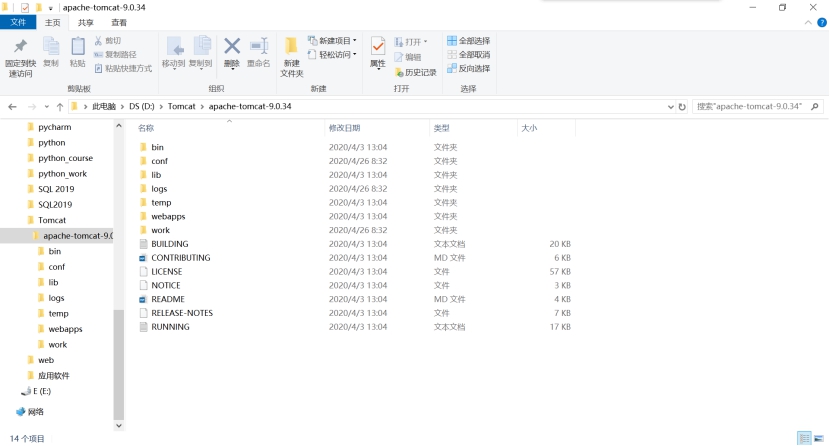 apache-tomcat-9.0.34
文件 主页 共享 查看
固定到快速访问
复制
粘贴
剪切
复制路径
粘贴快捷方式
移动到 复制到
删除 重命名
新建文件夹
新建项目
轻松访问
属性
打开
编辑
历史记录
全部选择
全部取消
反向选择
剪贴板 组织 新建 打开 选择
此电脑 > DS (D:) > Tomcat > apache-tomcat-9.0.34
搜索"apache-tomcat-9.0.34"
pycharm
python
python_course
python_work
SQL 2019
SQL2019
Tomcat
apache-tomcat-9.0
bin
conf
lib
logs
temp
webapps
work
web
应用软件
E (E:)
网络
名称 修改日期 类型 大小
bin 2020/4/3 13:04 文件夹
conf 2020/4/26 8:32 文件夹
lib 2020/4/3 13:04 文件夹
logs 2020/4/26 8:32 文件夹
temp 2020/4/3 13:04 文件夹
webapps 2020/4/3 13:04 文件夹
work 2020/4/26 8:32 文件夹
BUILDING 2020/4/3 13:04 文本文档 20 KB
CONTRIBUTING 2020/4/3 13:04 MD 文件 6 KB
LICENSE 2020/4/3 13:04 文件 57 KB
NOTICE 2020/4/3 13:04 文件 3 KB
README 2020/4/3 13:04 MD 文件 4 KB
RELEASE-NOTES 2020/4/3 13:04 文件 7 KB
RUNNING 2020/4/3 13:04 文本文档 17 KB
14 个项目